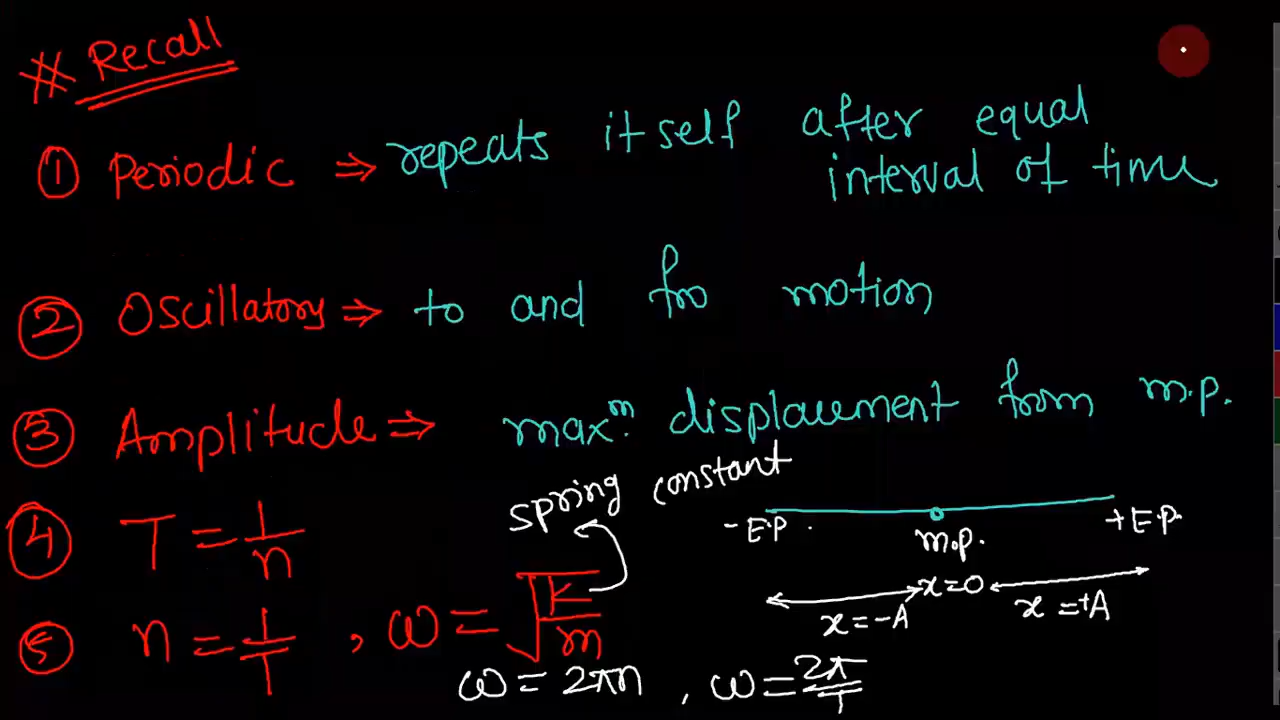 # Recall
① Periodic ⇒ repeats itself after equal
interval of time
② Oscillatory ⇒ to and fro motion
③ Amplitude ⇒ maxᵐ. displacement from m.p.
spring constant
④ T = 1/n
-E.P. m.p. +E.P.
x=0
x=-A x=+A
⑤ n = 1/T , ω = √(K/m)
ω = 2πn , ω = 2π/T